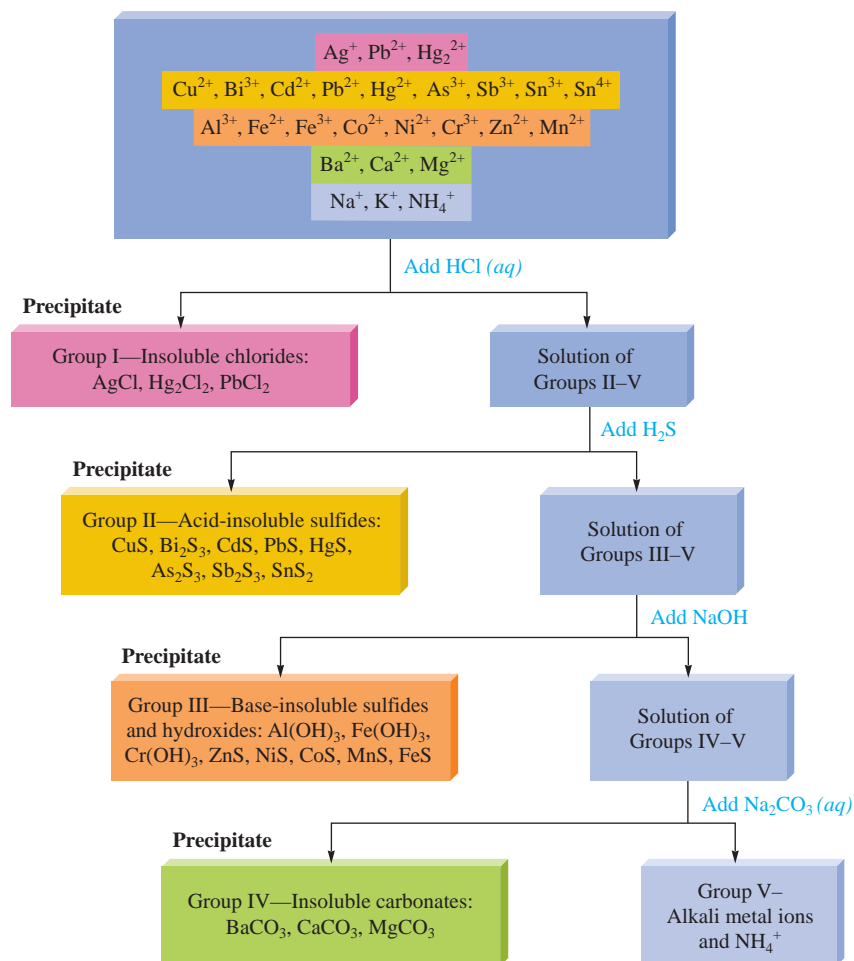 Ag⁺, Pb²⁺, Hg₂²⁺
Cu²⁺, Bi³⁺, Cd²⁺, Pb²⁺, Hg²⁺, As³⁺, Sb³⁺, Sn³⁺, Sn⁴⁺
Al³⁺, Fe²⁺, Fe³⁺, Co²⁺, Ni²⁺, Cr³⁺, Zn²⁺, Mn²⁺
Ba²⁺, Ca²⁺, Mg²⁺
Na⁺, K⁺, NH₄⁺
Add HCl (aq)
Precipitate
Group I—Insoluble chlorides:
AgCl, Hg₂Cl₂, PbCl₂
Solution of
Groups II–V
Add H₂S
Precipitate
Group II—Acid-insoluble sulfides:
CuS, Bi₂S₃, CdS, PbS, HgS,
As₂S₃, Sb₂S₃, SnS₂
Solution of
Groups III–V
Add NaOH
Precipitate
Group III—Base-insoluble sulfides
and hydroxides: Al(OH)₃, Fe(OH)₃,
Cr(OH)₃, ZnS, NiS, CoS, MnS, FeS
Solution of
Groups IV–V
Add Na₂CO₃ (aq)
Precipitate
Group IV—Insoluble carbonates:
BaCO₃, CaCO₃, MgCO₃
Group V–
Alkali metal ions
and NH₄⁺